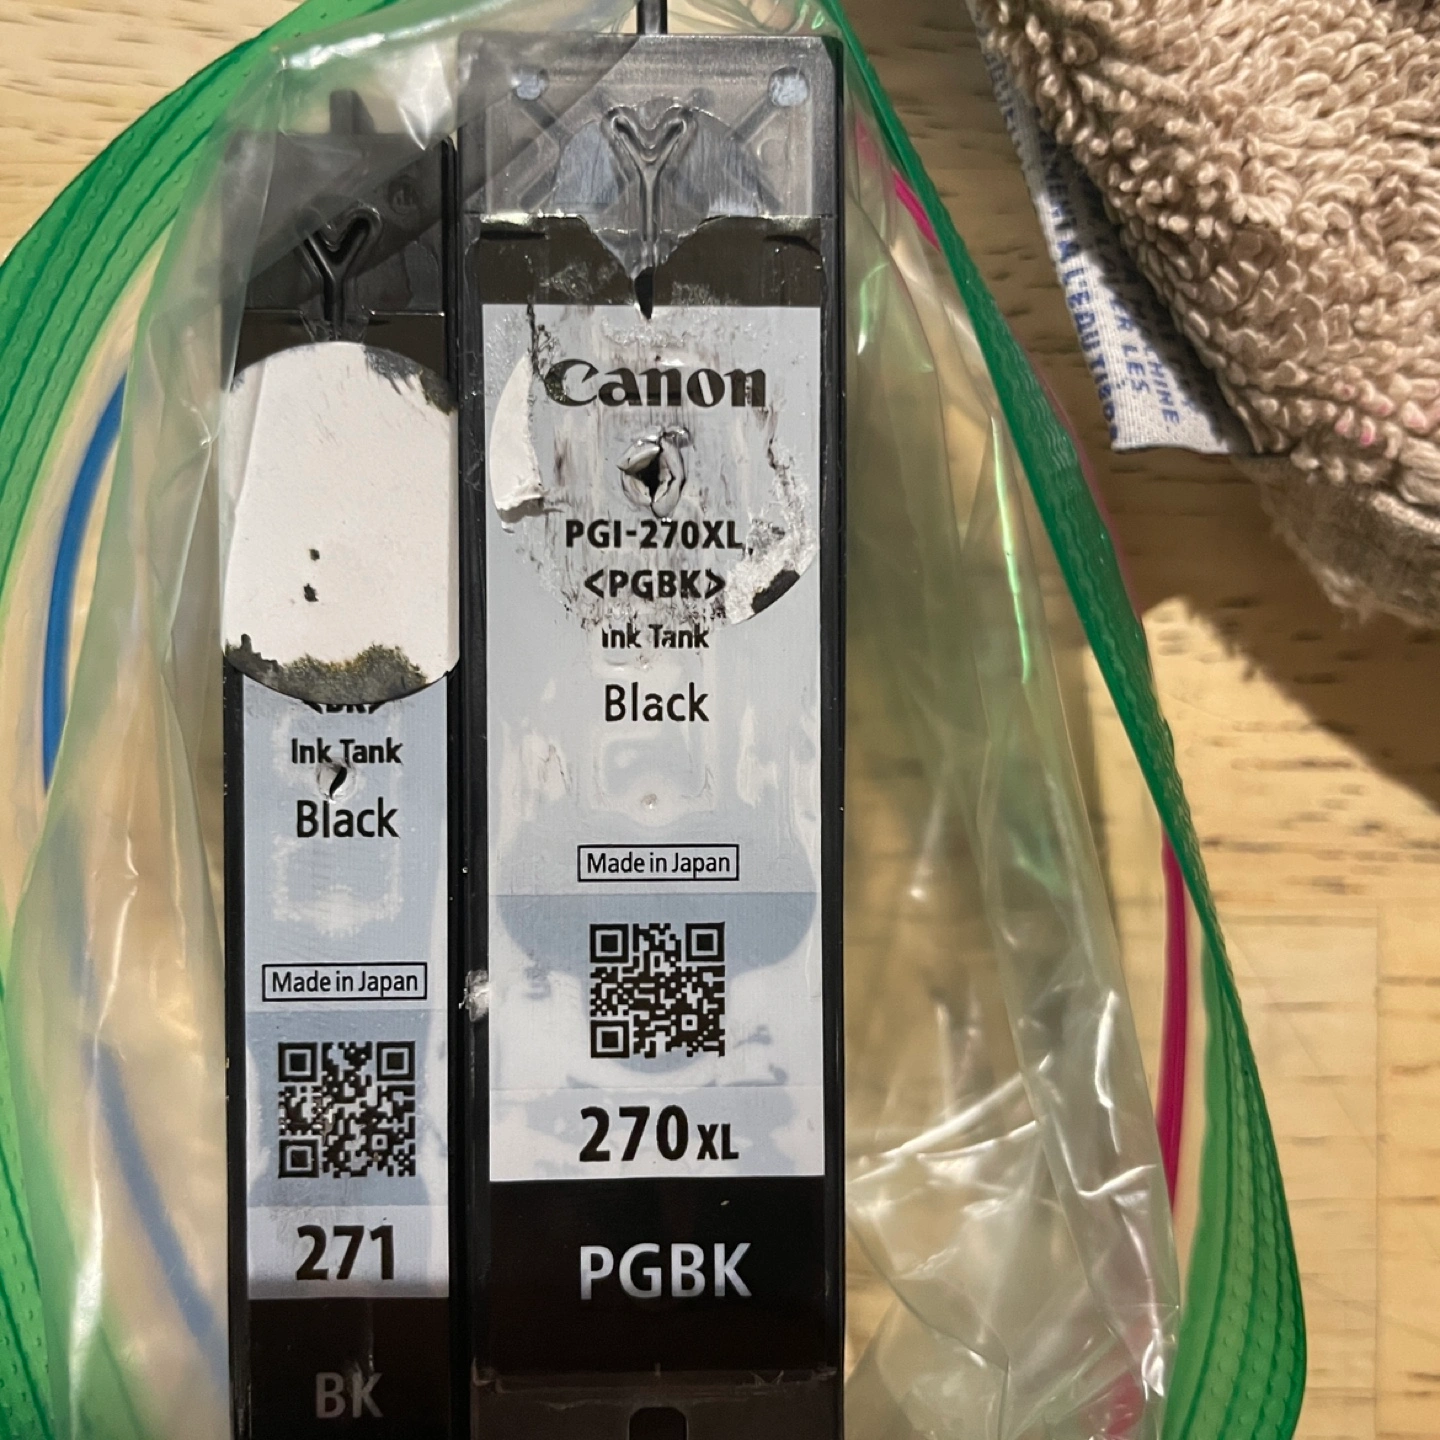 <BK>
Ink Tank
Black
Made in Japan
271
BK
Canon
PGI-270XL
<PGBK>
Ink Tank
Black
Made in Japan
270XL
PGBK